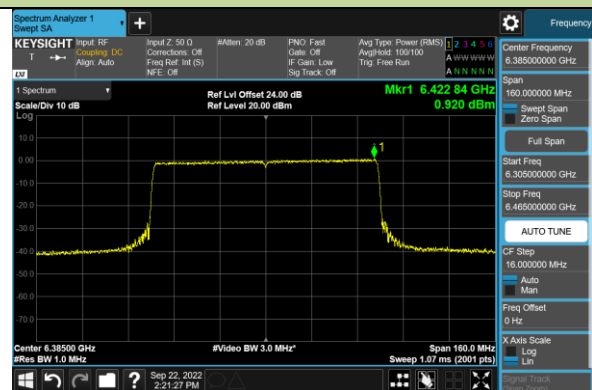 Spectrum Analyzer 1
Swept SA
Frequency
KEYSIGHT
Input: RF
Coupling: DC
Align: Auto
Input Z: 50 Ω
Corrections: Off
Freq Ref: Int (S)
NFE: Off
#Atten: 20 dB
PNO: Fast
Gate: Off
IF Gain: Low
Sig Track: Off
Avg Type: Power (RMS)
Avg|Hold: 100/100
Trig: Free Run
1 2 3 4 5 6
A W W W W W
A N N N N N
LXI
1 Spectrum
Scale/Div 10 dB
Log
Ref Lvl Offset 24.00 dB
Ref Level 20.00 dBm
Mkr1 6.422 84 GHz
0.920 dBm
1
10.0
0.00
-10.0
-20.0
-30.0
-40.0
-50.0
-60.0
-70.0
Center 6.38500 GHz
#Res BW 1.0 MHz
#Video BW 3.0 MHz*
Span 160.0 MHz
Sweep 1.07 ms (2001 pts)
Center Frequency
6.385000000 GHz
Span
160.000000 MHz
Swept Span
Zero Span
Full Span
Start Freq
6.305000000 GHz
Stop Freq
6.465000000 GHz
AUTO TUNE
CF Step
16.000000 MHz
Auto
Man
Freq Offset
0 Hz
X Axis Scale
Log
Lin
Signal Track
Sep 22, 2022
2:21:27 PM